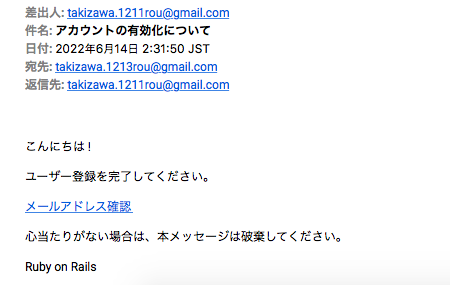 差出人: takizawa.1211rou@gmail.com
件名: アカウントの有効化について
日付: 2022年6月14日 2:31:50 JST
宛先: takizawa.1213rou@gmail.com
返信先: takizawa.1211rou@gmail.com
こんにちは！
ユーザー登録を完了してください。
メールアドレス確認
心当たりがない場合は、本メッセージは破棄してください。
Ruby on Rails